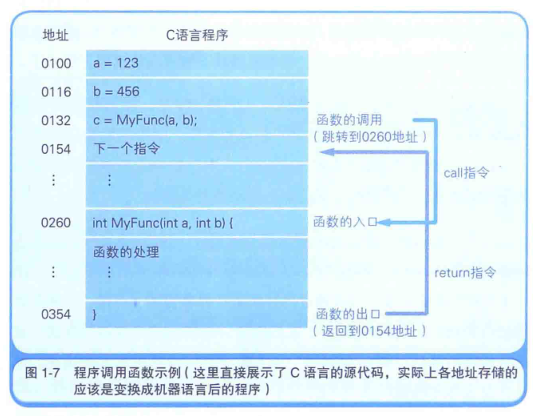 地址 C语言程序
0100 a = 123
0116 b = 456
0132 c = MyFunc(a, b); 函数的调用
（跳转到0260地址）
0154 下一个指令
⋮ ⋮
call指令
0260 int MyFunc(int a, int b) { 函数的入口
函数的处理
⋮ ⋮
return指令
0354 } 函数的出口
（返回到0154地址）
图 1-7 程序调用函数示例（这里直接展示了 C 语言的源代码，实际上各地址存储的
应该是变换成机器语言后的程序）